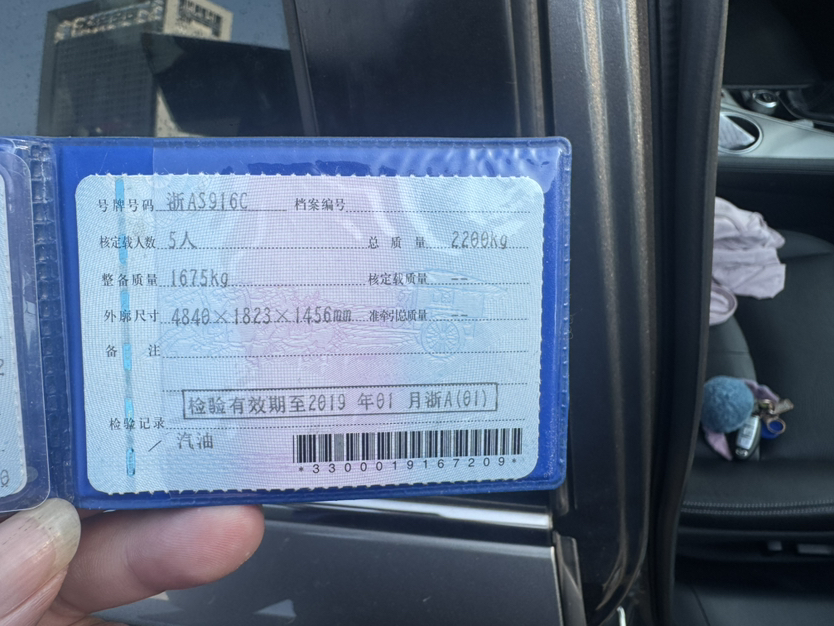 号牌号码 浙AS916C 档案编号
核定载人数 5人 总质量 2200kg
整备质量 1675kg 核定载质量 --
外廓尺寸 4840×1823×1456㎜ 准牵引总质量 --
备注
检验有效期至2019 年01 月浙A(01)
检验记录
汽油
*3300019167209*